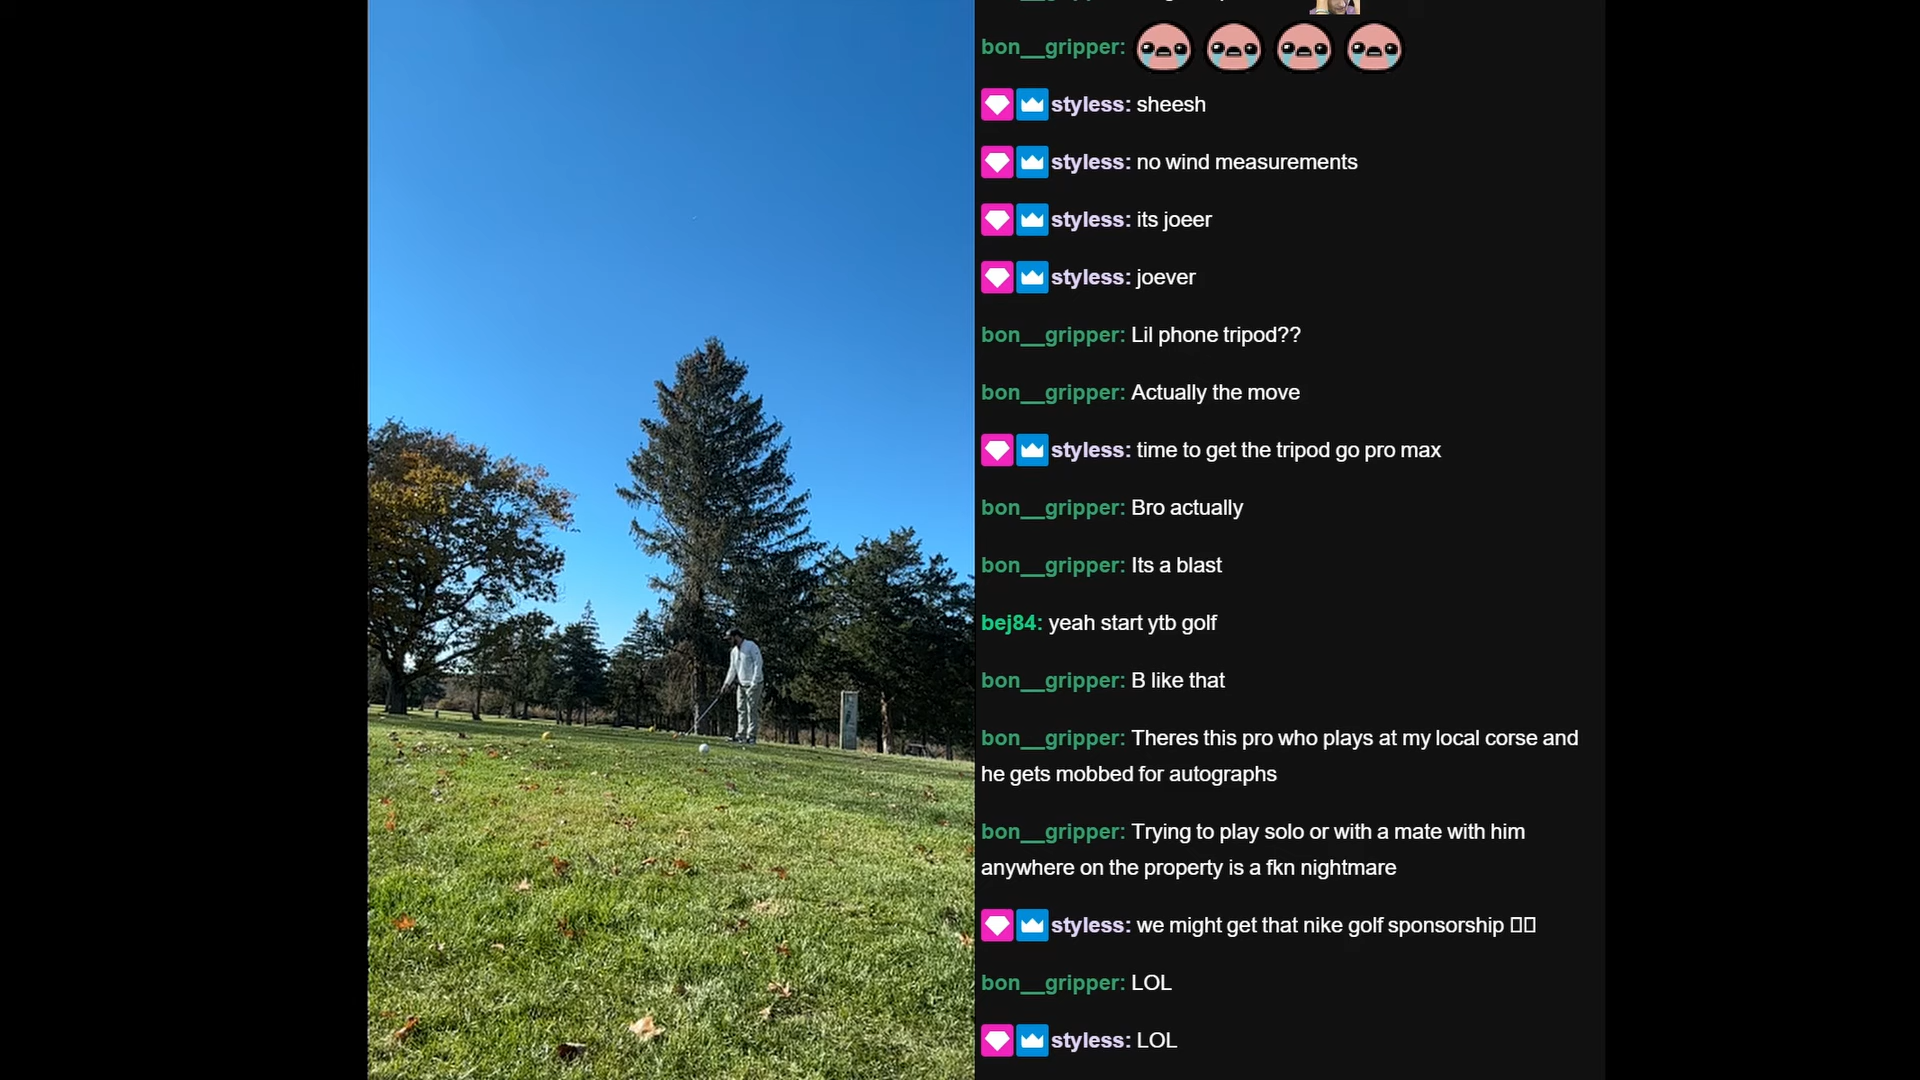 bon__gripper:
styless: sheesh
styless: no wind measurements
styless: its joeer
styless: joever
bon__gripper: Lil phone tripod??
bon__gripper: Actually the move
styless: time to get the tripod go pro max
bon__gripper: Bro actually
bon__gripper: Its a blast
bej84: yeah start ytb golf
bon__gripper: B like that
bon__gripper: Theres this pro who plays at my local corse and
he gets mobbed for autographs
bon__gripper: Trying to play solo or with a mate with him
anywhere on the property is a fkn nightmare
styless: we might get that nike golf sponsorship
bon__gripper: LOL
styless: LOL